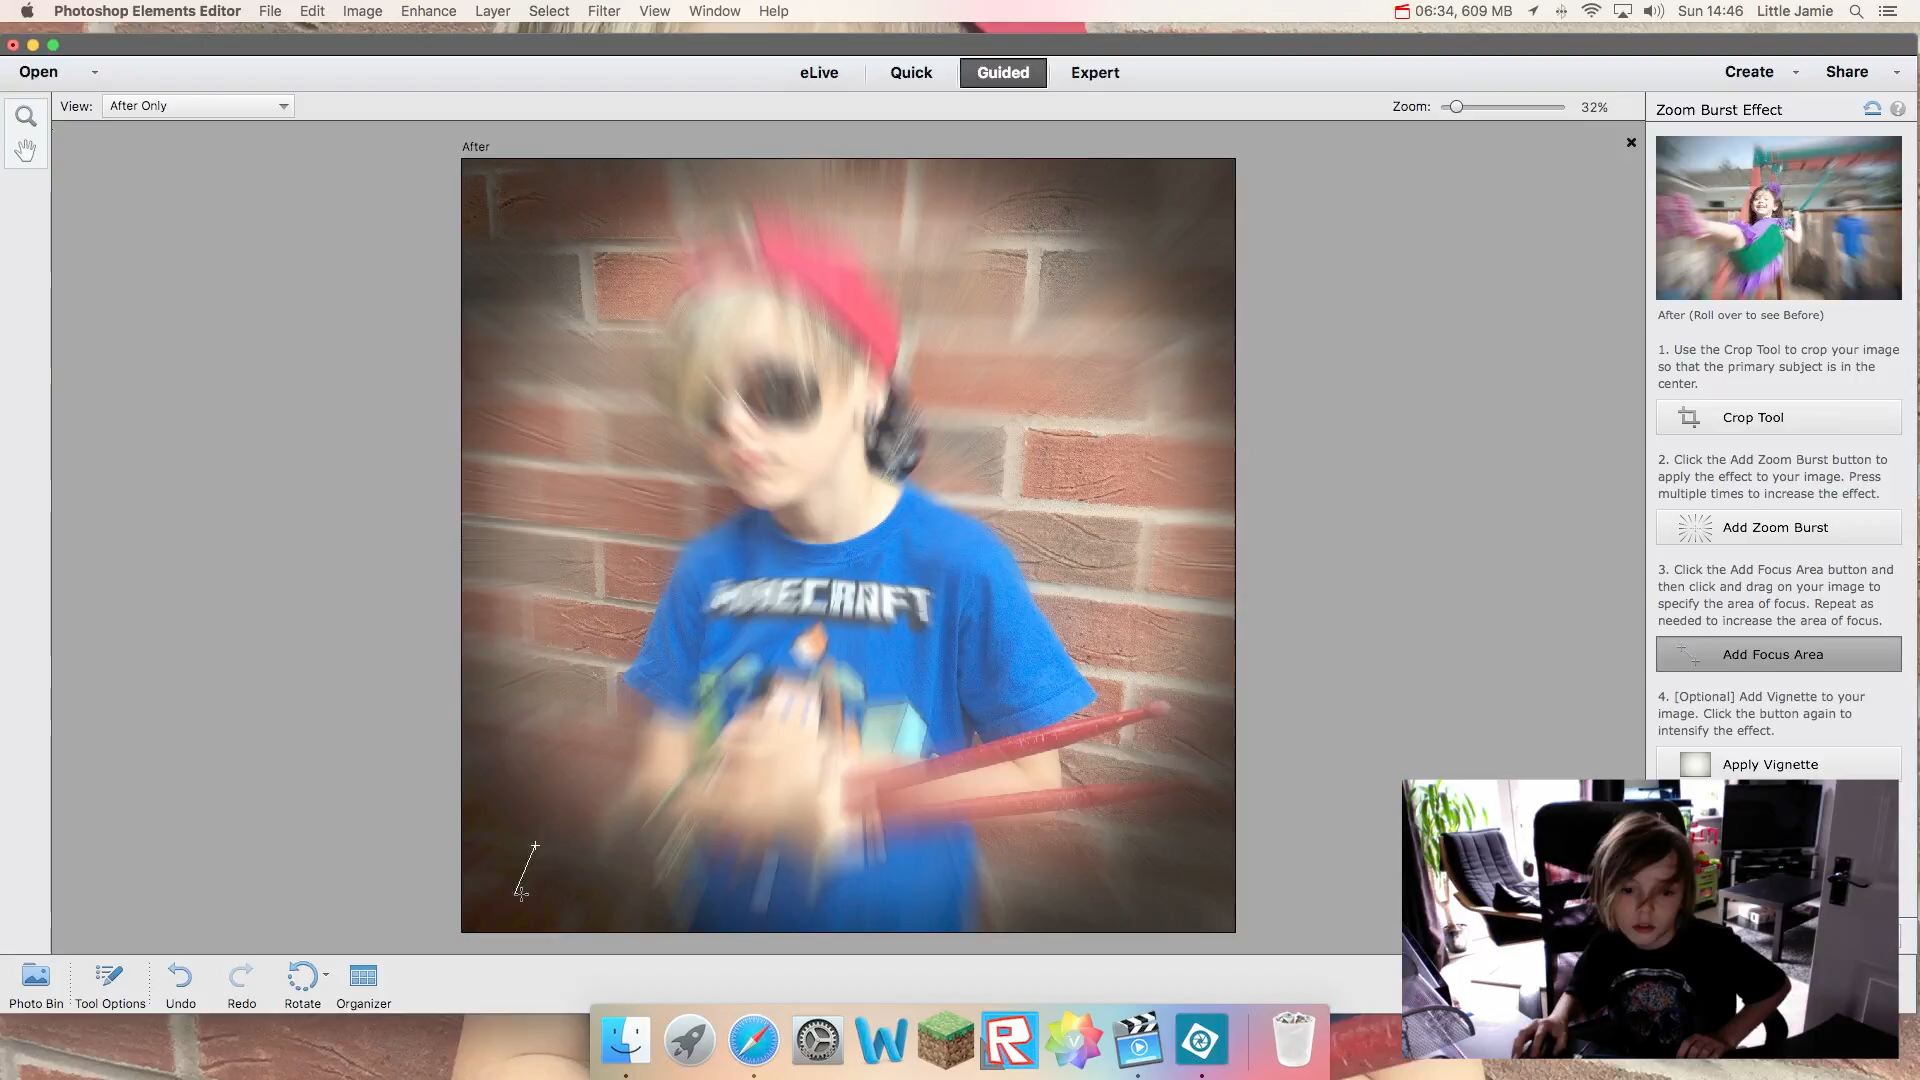 Photoshop Elements Editor File Edit Image Enhance Layer Select Filter View Window Help 06:34, 609 MB Sun 14:46 Little Jamie
Open eLive Quick Guided Expert Create Share
View: After Only Zoom: 32% Zoom Burst Effect
After
After (Roll over to see Before)
1. Use the Crop Tool to crop your image
so that the primary subject is in the
center.
Crop Tool
2. Click the Add Zoom Burst button to
apply the effect to your image. Press
multiple times to increase the effect.
Add Zoom Burst
3. Click the Add Focus Area button and
then click and drag on your image to
specify the area of focus. Repeat as
needed to increase the area of focus.
Add Focus Area
4. [Optional] Add Vignette to your
image. Click the button again to
intensify the effect.
Apply Vignette
MINECRAFT
Photo Bin Tool Options Undo Redo Rotate Organizer